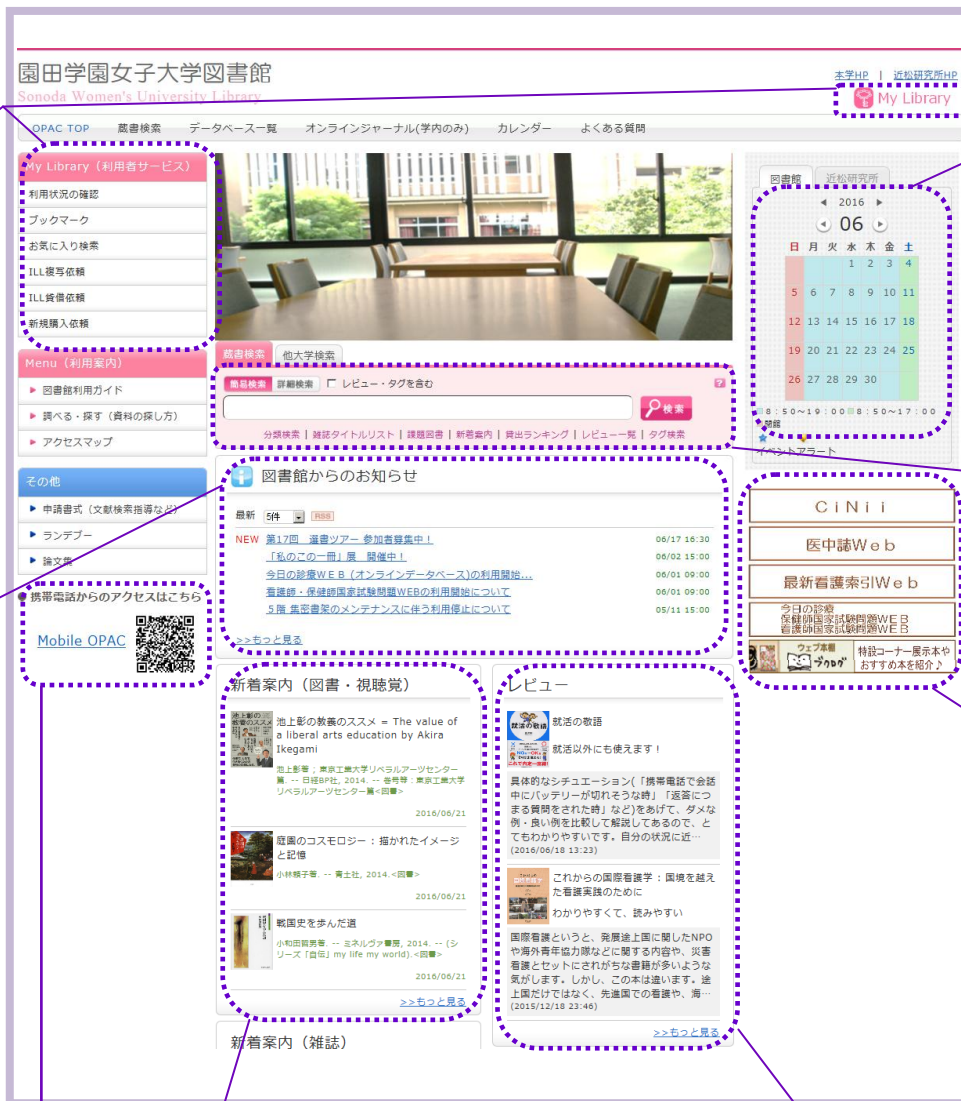 園田学園女子大学図書館
Sonoda Women's University Library
本学HP | 近松研究所HP
My Library
OPAC TOP 蔵書検索 データベース一覧 オンラインジャーナル(学内のみ) カレンダー よくある質問
My Library（利用者サービス）
利用状況の確認
ブックマーク
お気に入り検索
ILL複写依頼
ILL貸借依頼
新規購入依頼
Menu（利用案内）
図書館利用ガイド
調べる・探す（資料の探し方）
アクセスマップ
その他
申請書式（文献検索指導など）
ランデブー
論文集
携帯電話からのアクセスはこちら
Mobile OPAC
蔵書検索 他大学検索
簡易検索 詳細検索 レビュー・タグを含む
検索
分類検索 | 雑誌タイトルリスト | 課題図書 | 新着案内 | 貸出ランキング | レビュー一覧 | タグ検索
図書館からのお知らせ
最新 5件 RSS
NEW 第17回 選書ツアー 参加者募集中！ 06/17 16:30
「私のこの一冊」展 開催中！ 06/02 15:00
今日の診療ＷＥＢ (オンラインデータベース)の利用開始... 06/01 09:00
看護師・保健師国家試験問題WEBの利用開始について 06/01 09:00
５階 集密書架のメンテナンスに伴う利用停止について 05/11 15:00
>>もっと見る
新着案内（図書・視聴覚）
池上彰の教養のススメ = The value of
a liberal arts education by Akira
Ikegami
池上彰著 ; 東京工業大学リベラルアーツセンター
篇. -- 日経BP社, 2014. -- 巻号等 : 東京工業大学
リベラルアーツセンター篇<図書>
2016/06/21
庭園のコスモロジー : 描かれたイメージ
と記憶
小林頼子著. -- 青土社, 2014.<図書>
2016/06/21
戦国史を歩んだ道
小和田哲男著. -- ミネルヴァ書房, 2014. -- (シ
リーズ「自伝」my life my world).<図書>
2016/06/21
>>もっと見る
新着案内（雑誌）
レビュー
就活の敬語
就活以外にも使えます！
具体的なシチュエーション(「携帯電話で会話
中にバッテリーが切れそうな時」「返答につ
まる質問をされた時」など)をあげて、ダメな
例・良い例を比較して解説してあるので、と
てもわかりやすいです。自分の状況に近…
(2016/06/18 13:23)
これからの国際看護学 : 国境を越え
た看護実践のために
わかりやすくて、読みやすい
国際看護というと、発展途上国に関したNPO
や海外青年協力隊などに関する内容や、災害
看護とセットにされがちな書籍が多いような
気がします。しかし、この本は違います。途
上国だけではなく、先進国での看護や、海…
(2015/12/18 23:46)
>>もっと見る
図書館 近松研究所
2016
06
日 月 火 水 木 金 土
1 2 3 4
5 6 7 8 9 10 11
12 13 14 15 16 17 18
19 20 21 22 23 24 25
26 27 28 29 30
8：50～19：00 8：50～17：00
イベントアラート
CiNii
医中誌Web
最新看護索引Web
今日の診療
保健師国家試験問題WEB
看護師国家試験問題WEB
ウェブ本棚
ブクログ
特設コーナー展示本や
おすすめ本を紹介♪